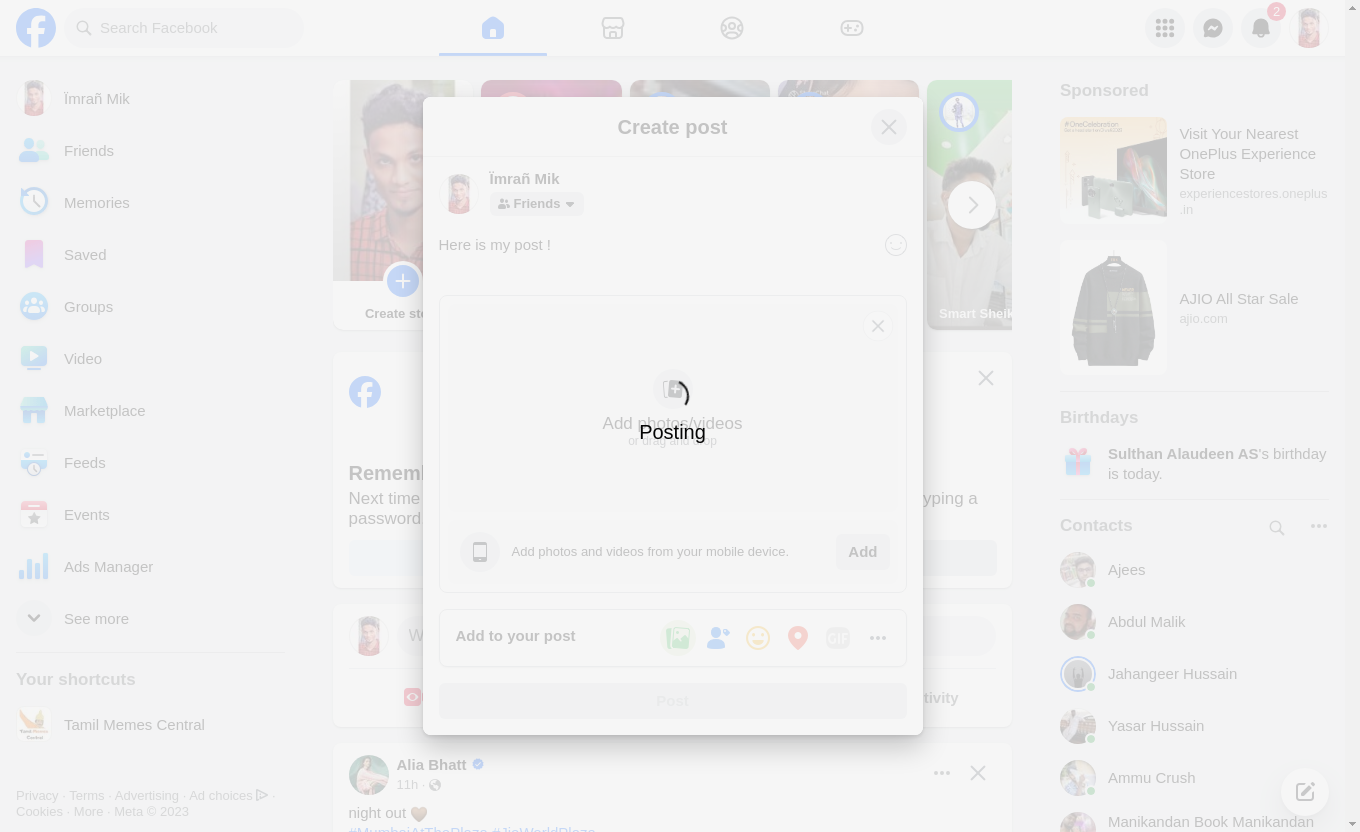 Search Facebook
2
Ïmrañ Mik
Friends
Memories
Saved
Groups
Video
Marketplace
Feeds
Events
Ads Manager
See more
Your shortcuts
Tamil Memes Central
Privacy · Terms · Advertising · Ad choices ·
Cookies · More · Meta © 2023
Create post
Ïmrañ Mik
Friends
Here is my post !
Add photos/videos
or drag and drop
Posting
Add photos and videos from your mobile device.
Add
Add to your post
GIF
Post
Create
Smart Sheik
Next time
yping a
password
Alia Bhatt
11h ·
night out
#MumbaiAtThePlaza #JioWorldPlaza
Sponsored
#OneCelebration
Visit Your Nearest
OnePlus Experience
Store
experiencestores.oneplus
.in
AJIO All Star Sale
ajio.com
Birthdays
Sulthan Alaudeen AS's birthday
is today.
Contacts
Ajees
Abdul Malik
Jahangeer Hussain
Yasar Hussain
Ammu Crush
Manikandan Book Manikandan